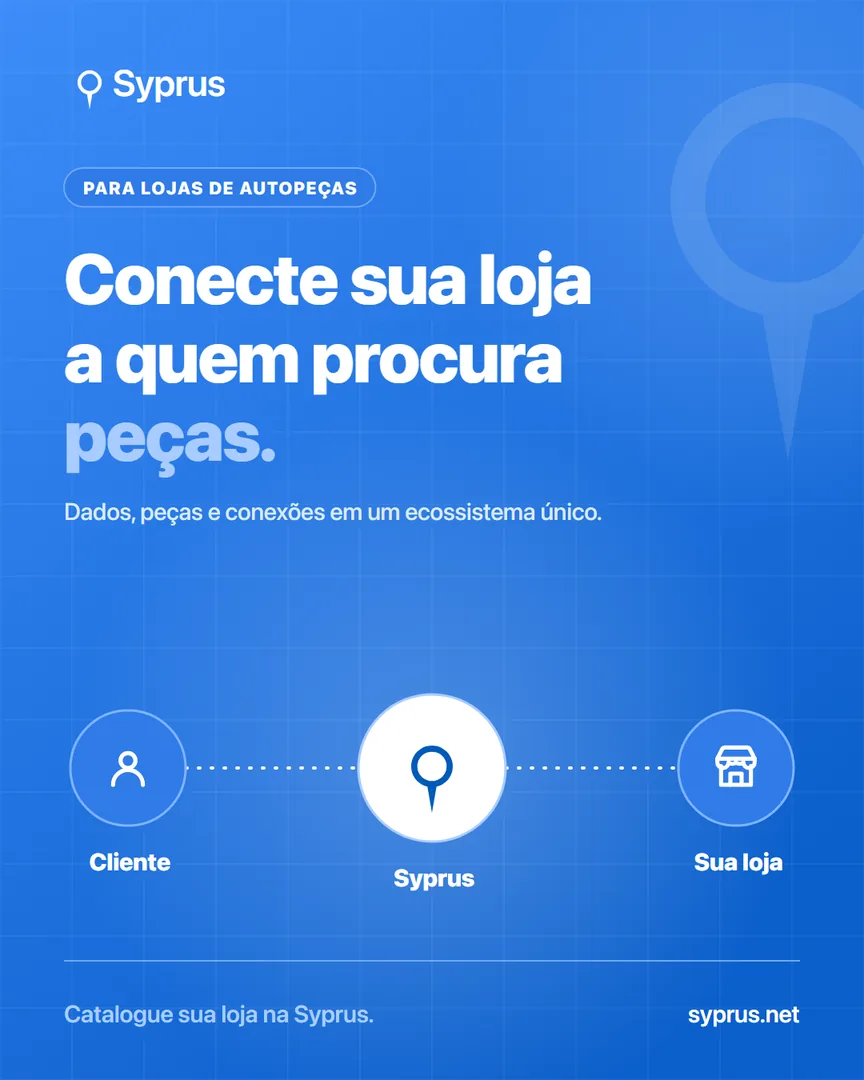 Syprus
PARA LOJAS DE AUTOPEÇAS
Conecte sua loja
a quem procura
peças.
Dados, peças e conexões em um ecossistema único.
Cliente
Syprus
Sua loja
Catalogue sua loja na Syprus.
syprus.net